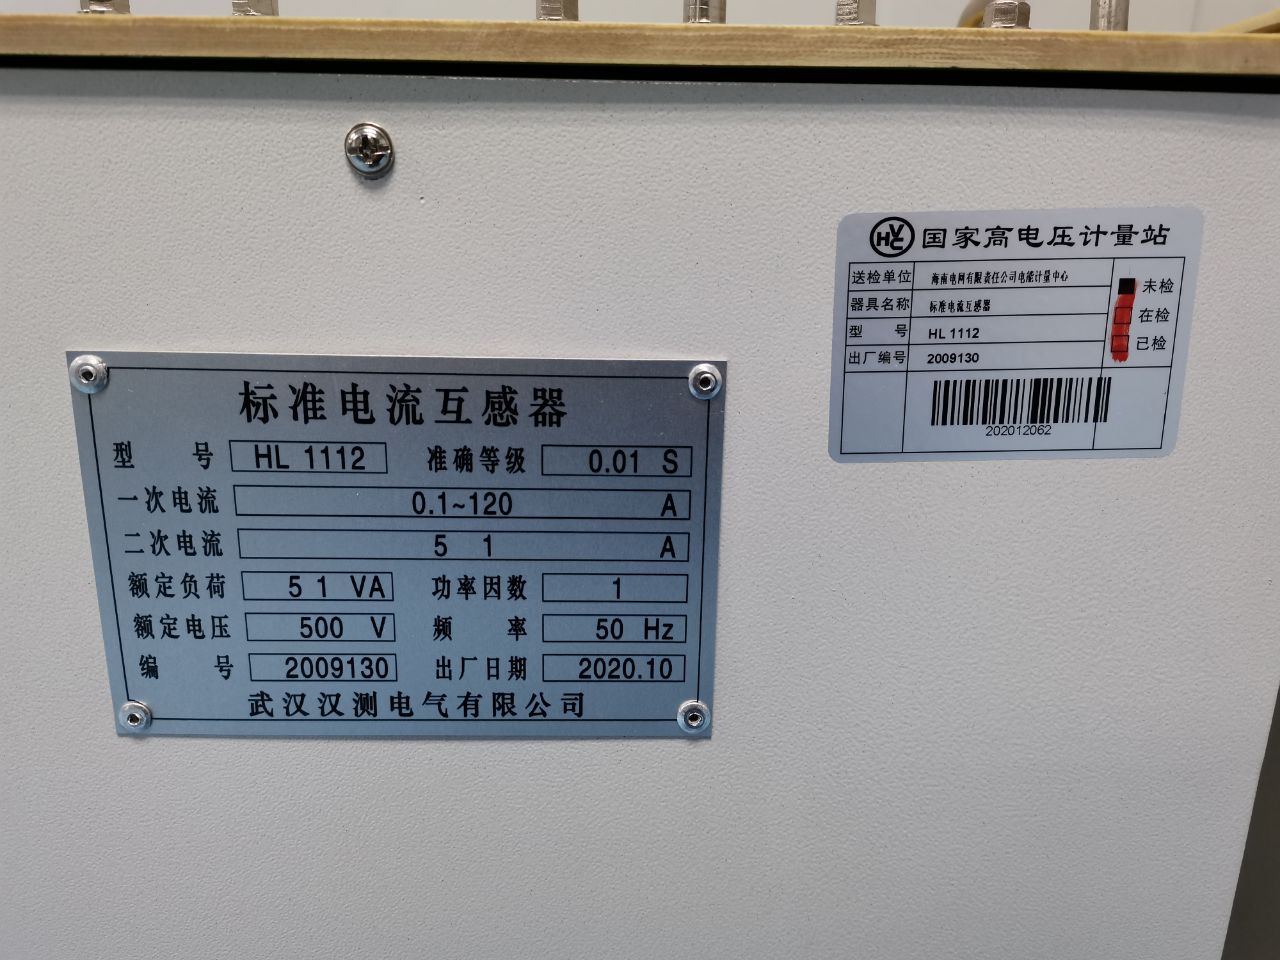 标准电流互感器
型 号 HL 1112 准确等级 0.01 S
一次电流 0.1~120 A
二次电流 5 1 A
额定负荷 5 1 VA 功率因数 1
额定电压 500 V 频 率 50 Hz
编 号 2009130 出厂日期 2020.10
武汉汉测电气有限公司
HVC 国家高电压计量站
送检单位 海南电网有限责任公司电能计量中心 未检
器具名称 标准电流互感器 在检
型 号 HL 1112 已检
出厂编号 2009130
202012062